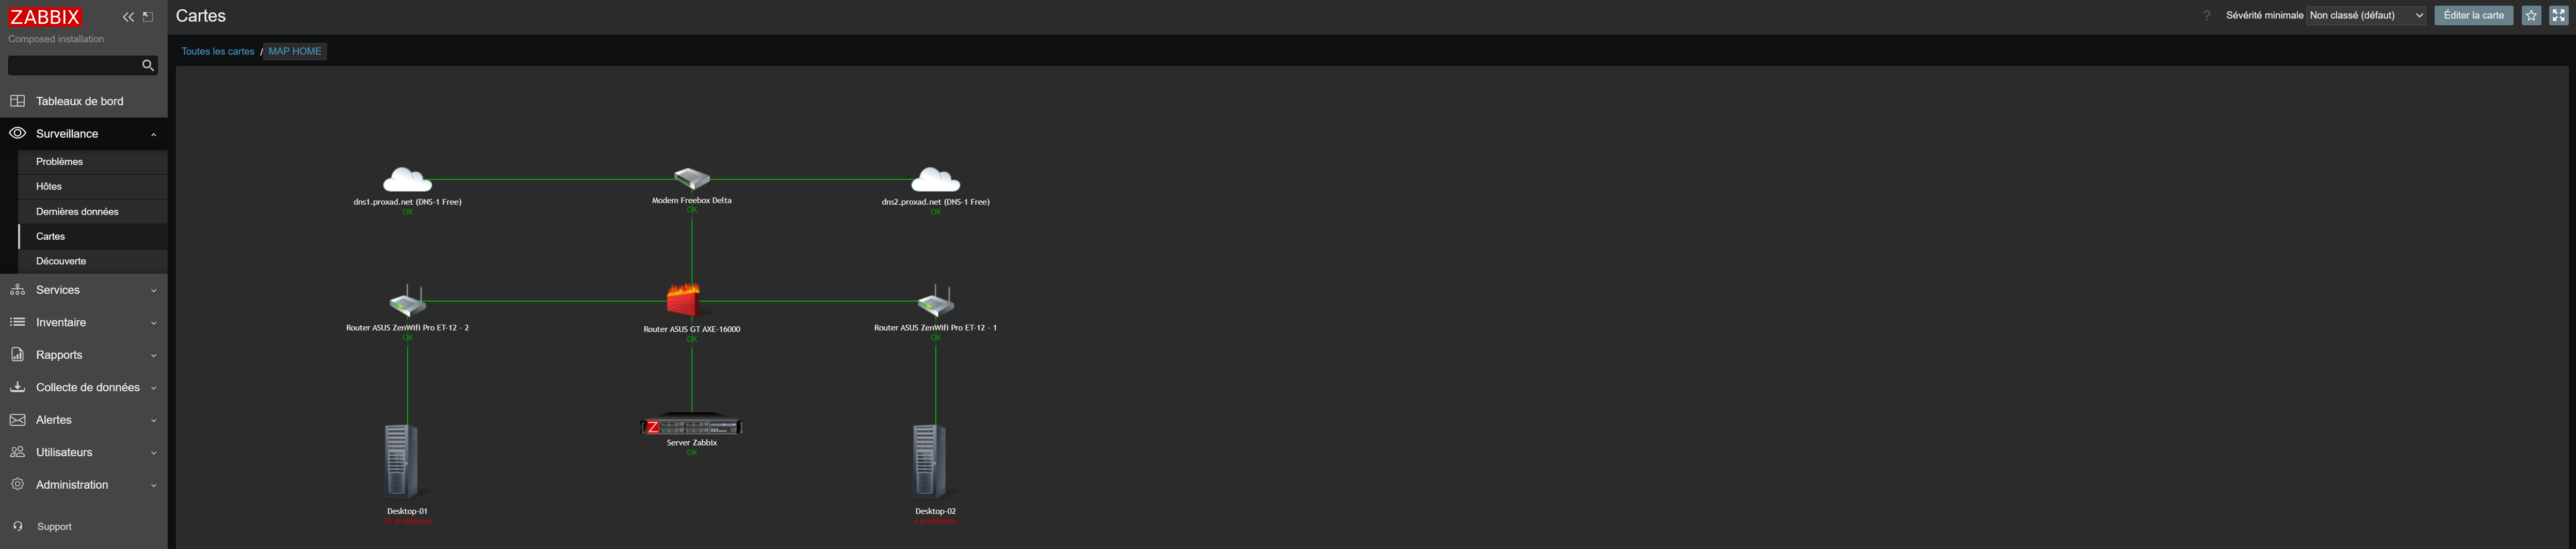 ZABBIX
Composed installation
Tableaux de bord
Surveillance
Problèmes
Hôtes
Dernières données
Cartes
Découverte
Services
Inventaire
Rapports
Collecte de données
Alertes
Utilisateurs
Administration
Support
Cartes
? Sévérité minimale Non classé (défaut) Éditer la carte
Toutes les cartes / MAP HOME
dns1.proxad.net (DNS-1 Free)
OK
Modem Freebox Delta
OK
dns2.proxad.net (DNS-1 Free)
OK
Router ASUS ZenWifi Pro ET-12 - 2
OK
Router ASUS GT AXE-16000
OK
Router ASUS ZenWifi Pro ET-12 - 1
OK
Z
Server Zabbix
OK
Desktop-01
problèmes
Desktop-02
7 problèmes